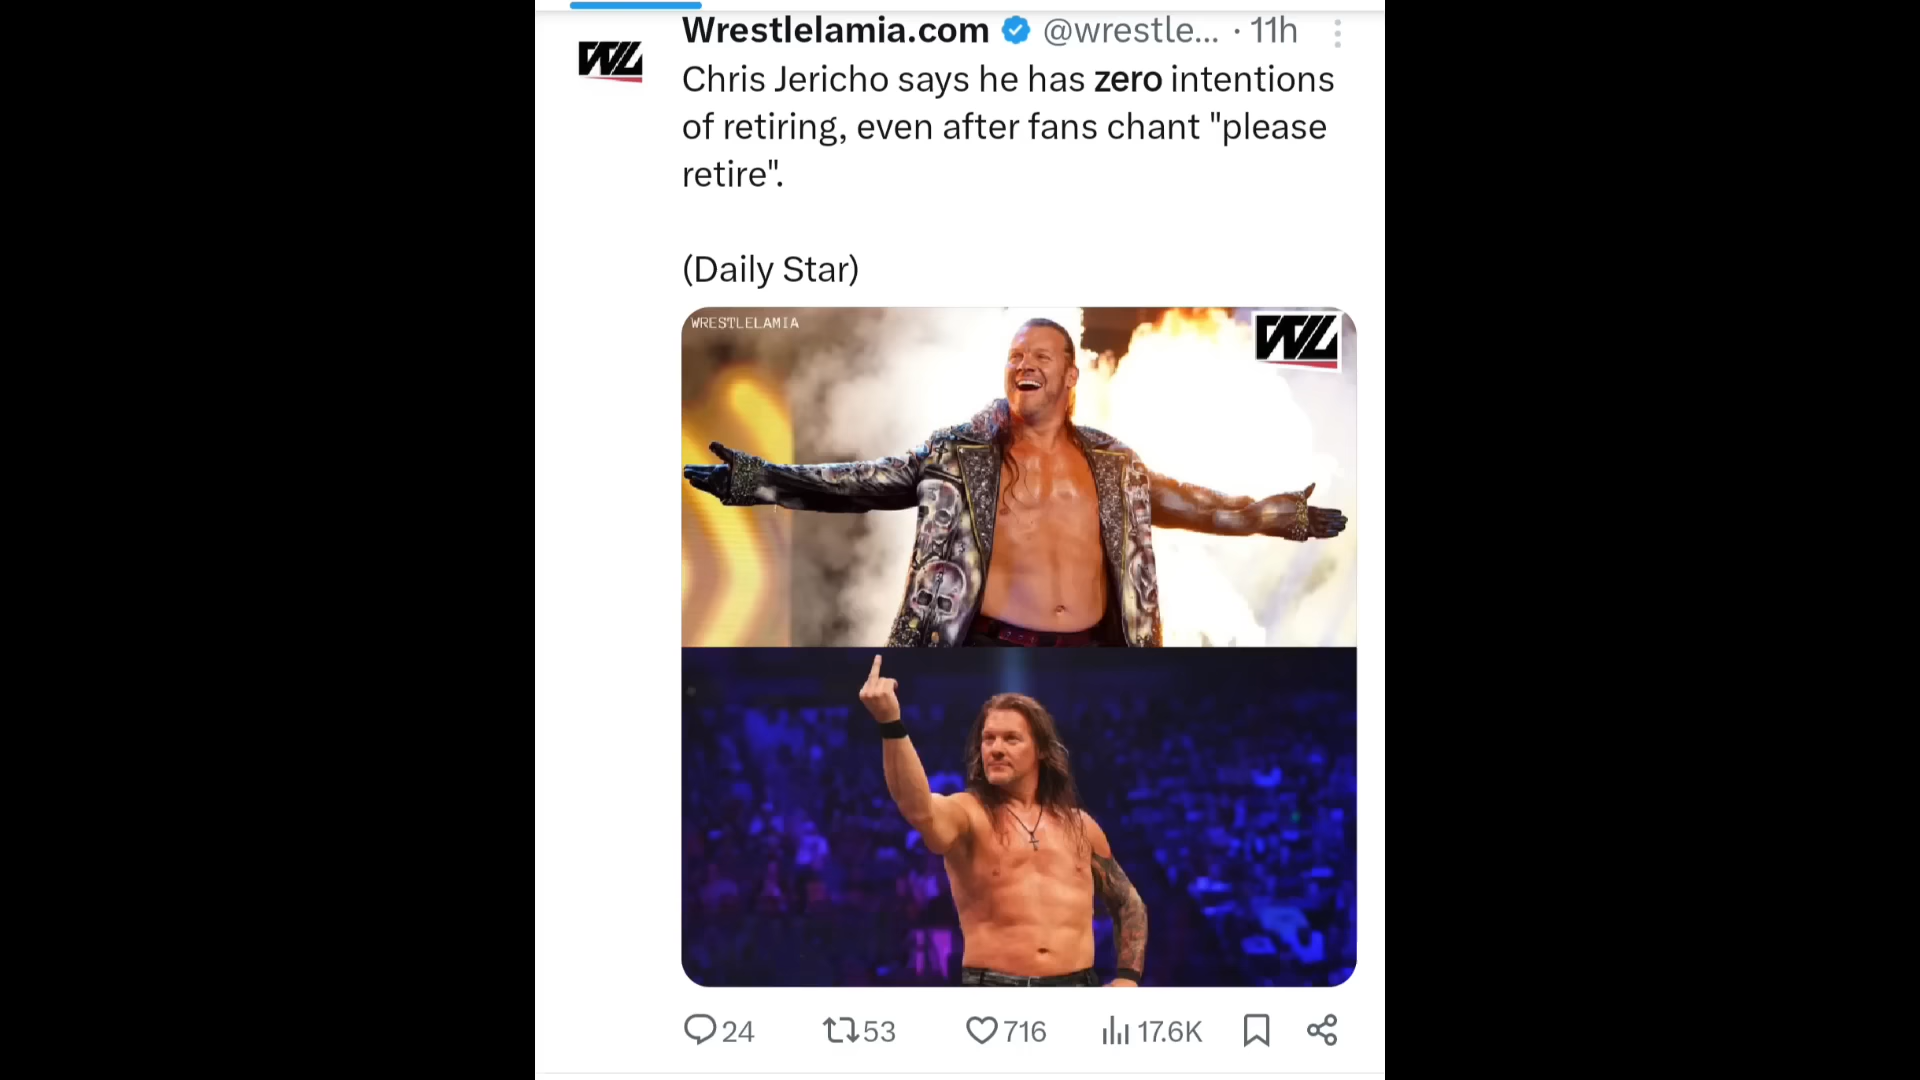 Wrestlelamia.com @wrestle... · 11h
WL
Chris Jericho says he has zero intentions
of retiring, even after fans chant "please
retire".
(Daily Star)
WRESTLELAMIA
WL
24 53 716 17.6K